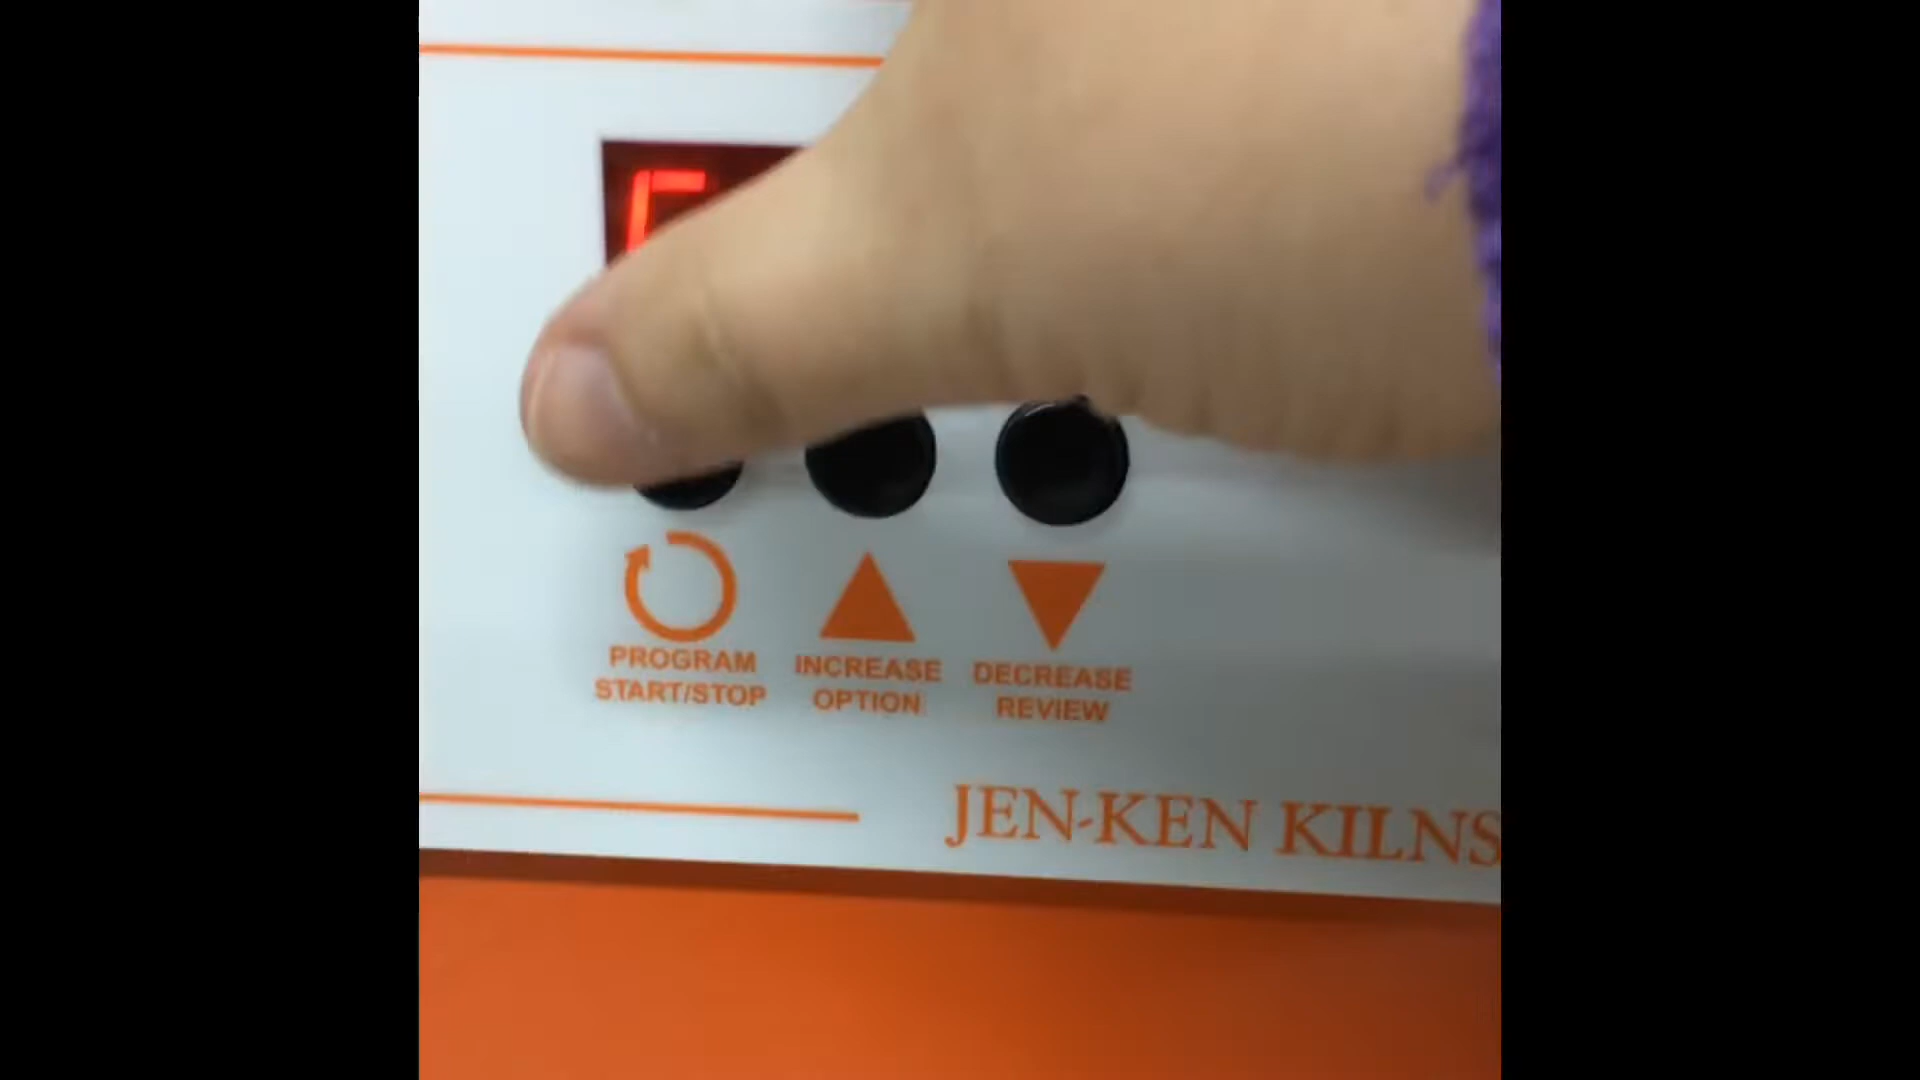 PROGRAM
START/STOP
INCREASE
OPTION
DECREASE
REVIEW
JEN-KEN KILNS